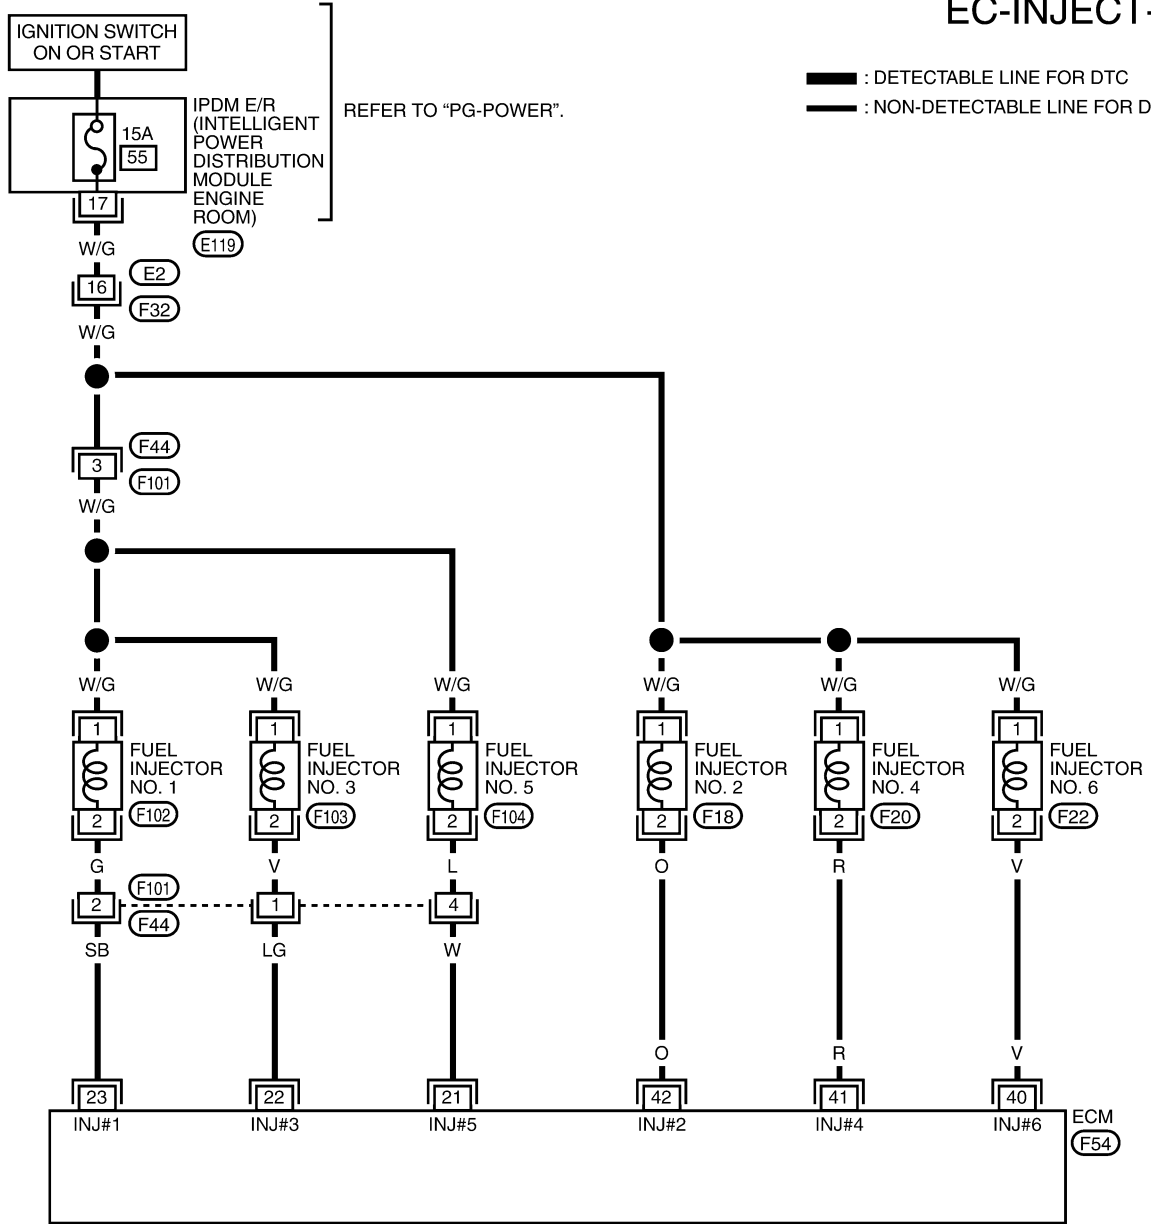 EC-INJECT-
IGNITION SWITCH
ON OR START
: DETECTABLE LINE FOR DTC
: NON-DETECTABLE LINE FOR D
REFER TO “PG-POWER”.
IPDM E/R
(INTELLIGENT
POWER
DISTRIBUTION
MODULE
ENGINE
ROOM)
E119
15A
55
17
W/G
16
E2
F32
W/G
3
F44
F101
W/G
W/G W/G W/G W/G W/G W/G
1 1 1 1 1 1
FUEL
INJECTOR
NO. 1
F102
FUEL
INJECTOR
NO. 3
F103
FUEL
INJECTOR
NO. 5
F104
FUEL
INJECTOR
NO. 2
F18
FUEL
INJECTOR
NO. 4
F20
FUEL
INJECTOR
NO. 6
F22
2 2 2 2 2 2
G V L O R V
F101
2 1 4
F44
SB LG W
O R V
23 22 21 42 41 40
INJ#1 INJ#3 INJ#5 INJ#2 INJ#4 INJ#6
ECM
F54